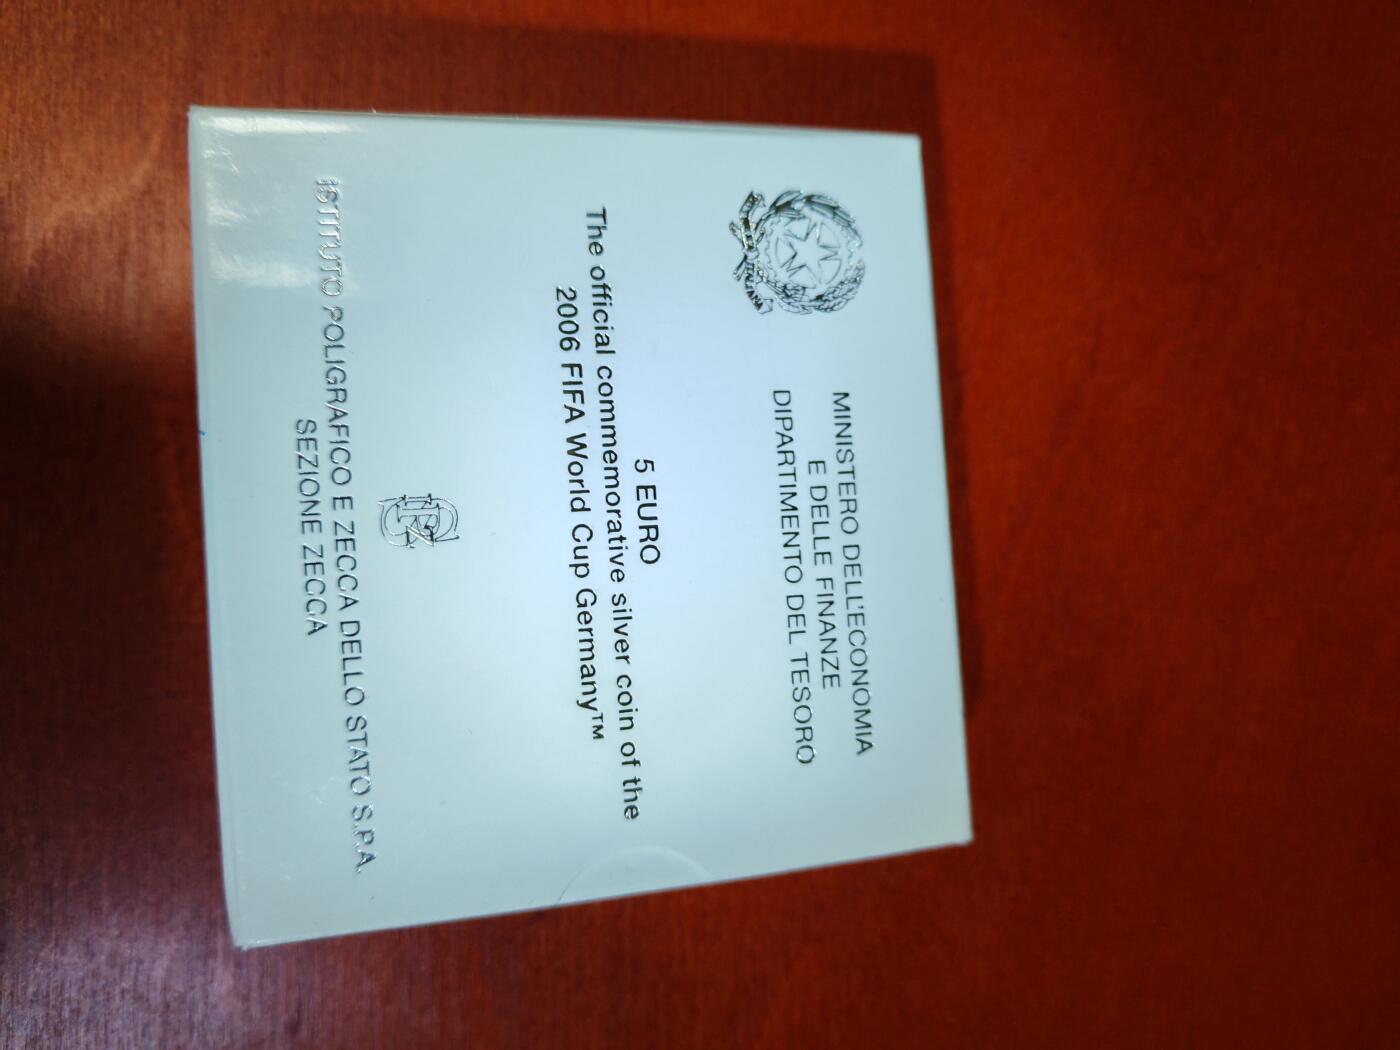 MINISTERO DELL'ECONOMIA
E DELLE FINANZE
DIPARTIMENTO DEL TESORO
5 EURO
The official commemorative silver coin of the
2006 FIFA World Cup Germany™
IPZS
ISTITUTO POLIGRAFICO E ZECCA DELLO STATO S.P.A.
SEZIONE ZECCA